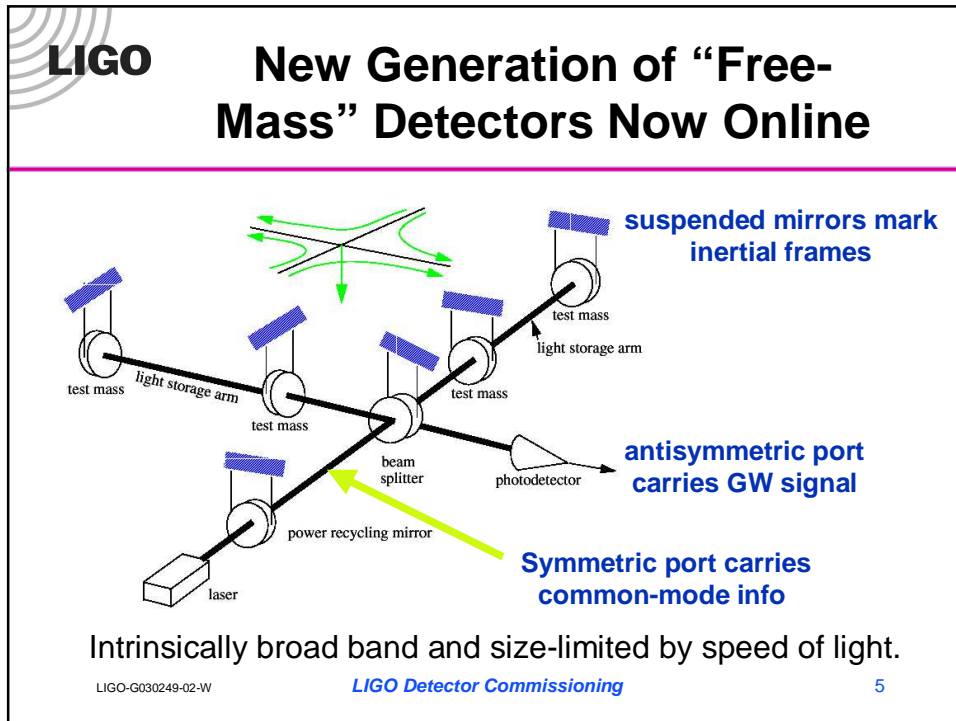 LIGO
New Generation of “Free-
Mass” Detectors Now Online
suspended mirrors mark
inertial frames
test mass
light storage arm
test mass
light storage arm
test mass
test mass
beam
splitter
photodetector
antisymmetric port
carries GW signal
power recycling mirror
laser
Symmetric port carries
common-mode info
Intrinsically broad band and size-limited by speed of light.
LIGO-G030249-02-W
LIGO Detector Commissioning
5